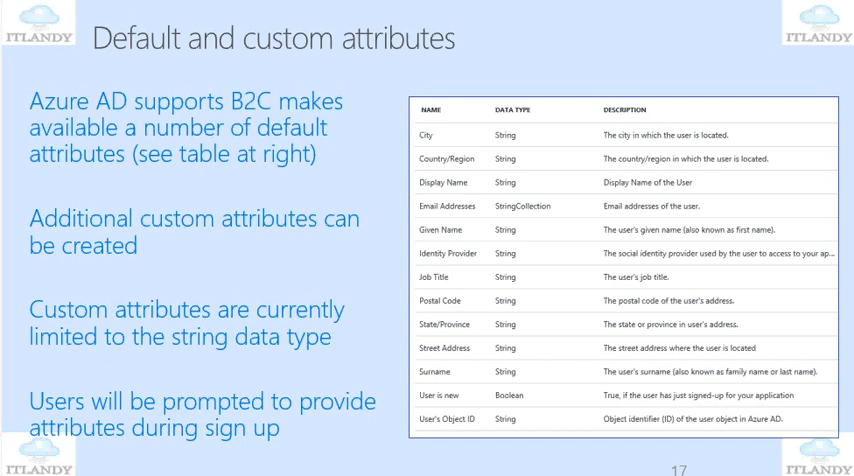 ITLANDY
ITLANDY
Default and custom attributes
Azure AD supports B2C makes
available a number of default
attributes (see table at right)
Additional custom attributes can
be created
Custom attributes are currently
limited to the string data type
Users will be prompted to provide
attributes during sign up
NAME DATA TYPE DESCRIPTION
City String The city in which the user is located.
Country/Region String The country/region in which the user is located.
Display Name String Display Name of the User
Email Addresses StringCollection Email addresses of the user.
Given Name String The user's given name (also known as first name).
Identity Provider String The social identity provider used by the user to access to your ap...
Job Title String The user's job title.
Postal Code String The postal code of the user's address.
State/Province String The state or province in user's address.
Street Address String The street address where the user is located
Surname String The user's surname (also known as family name or last name).
User is new Boolean True, if the user has just signed-up for your application
User's Object ID String Object identifier (ID) of the user object in Azure AD.
ITLANDY
17
ITLANDY